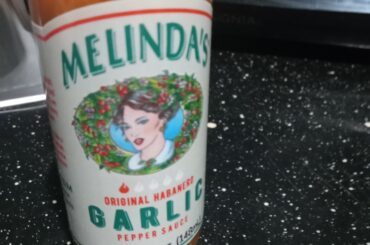 MELINDA'S
ORIGINAL HABANERO
GARLIC
PEPPER SAUCE